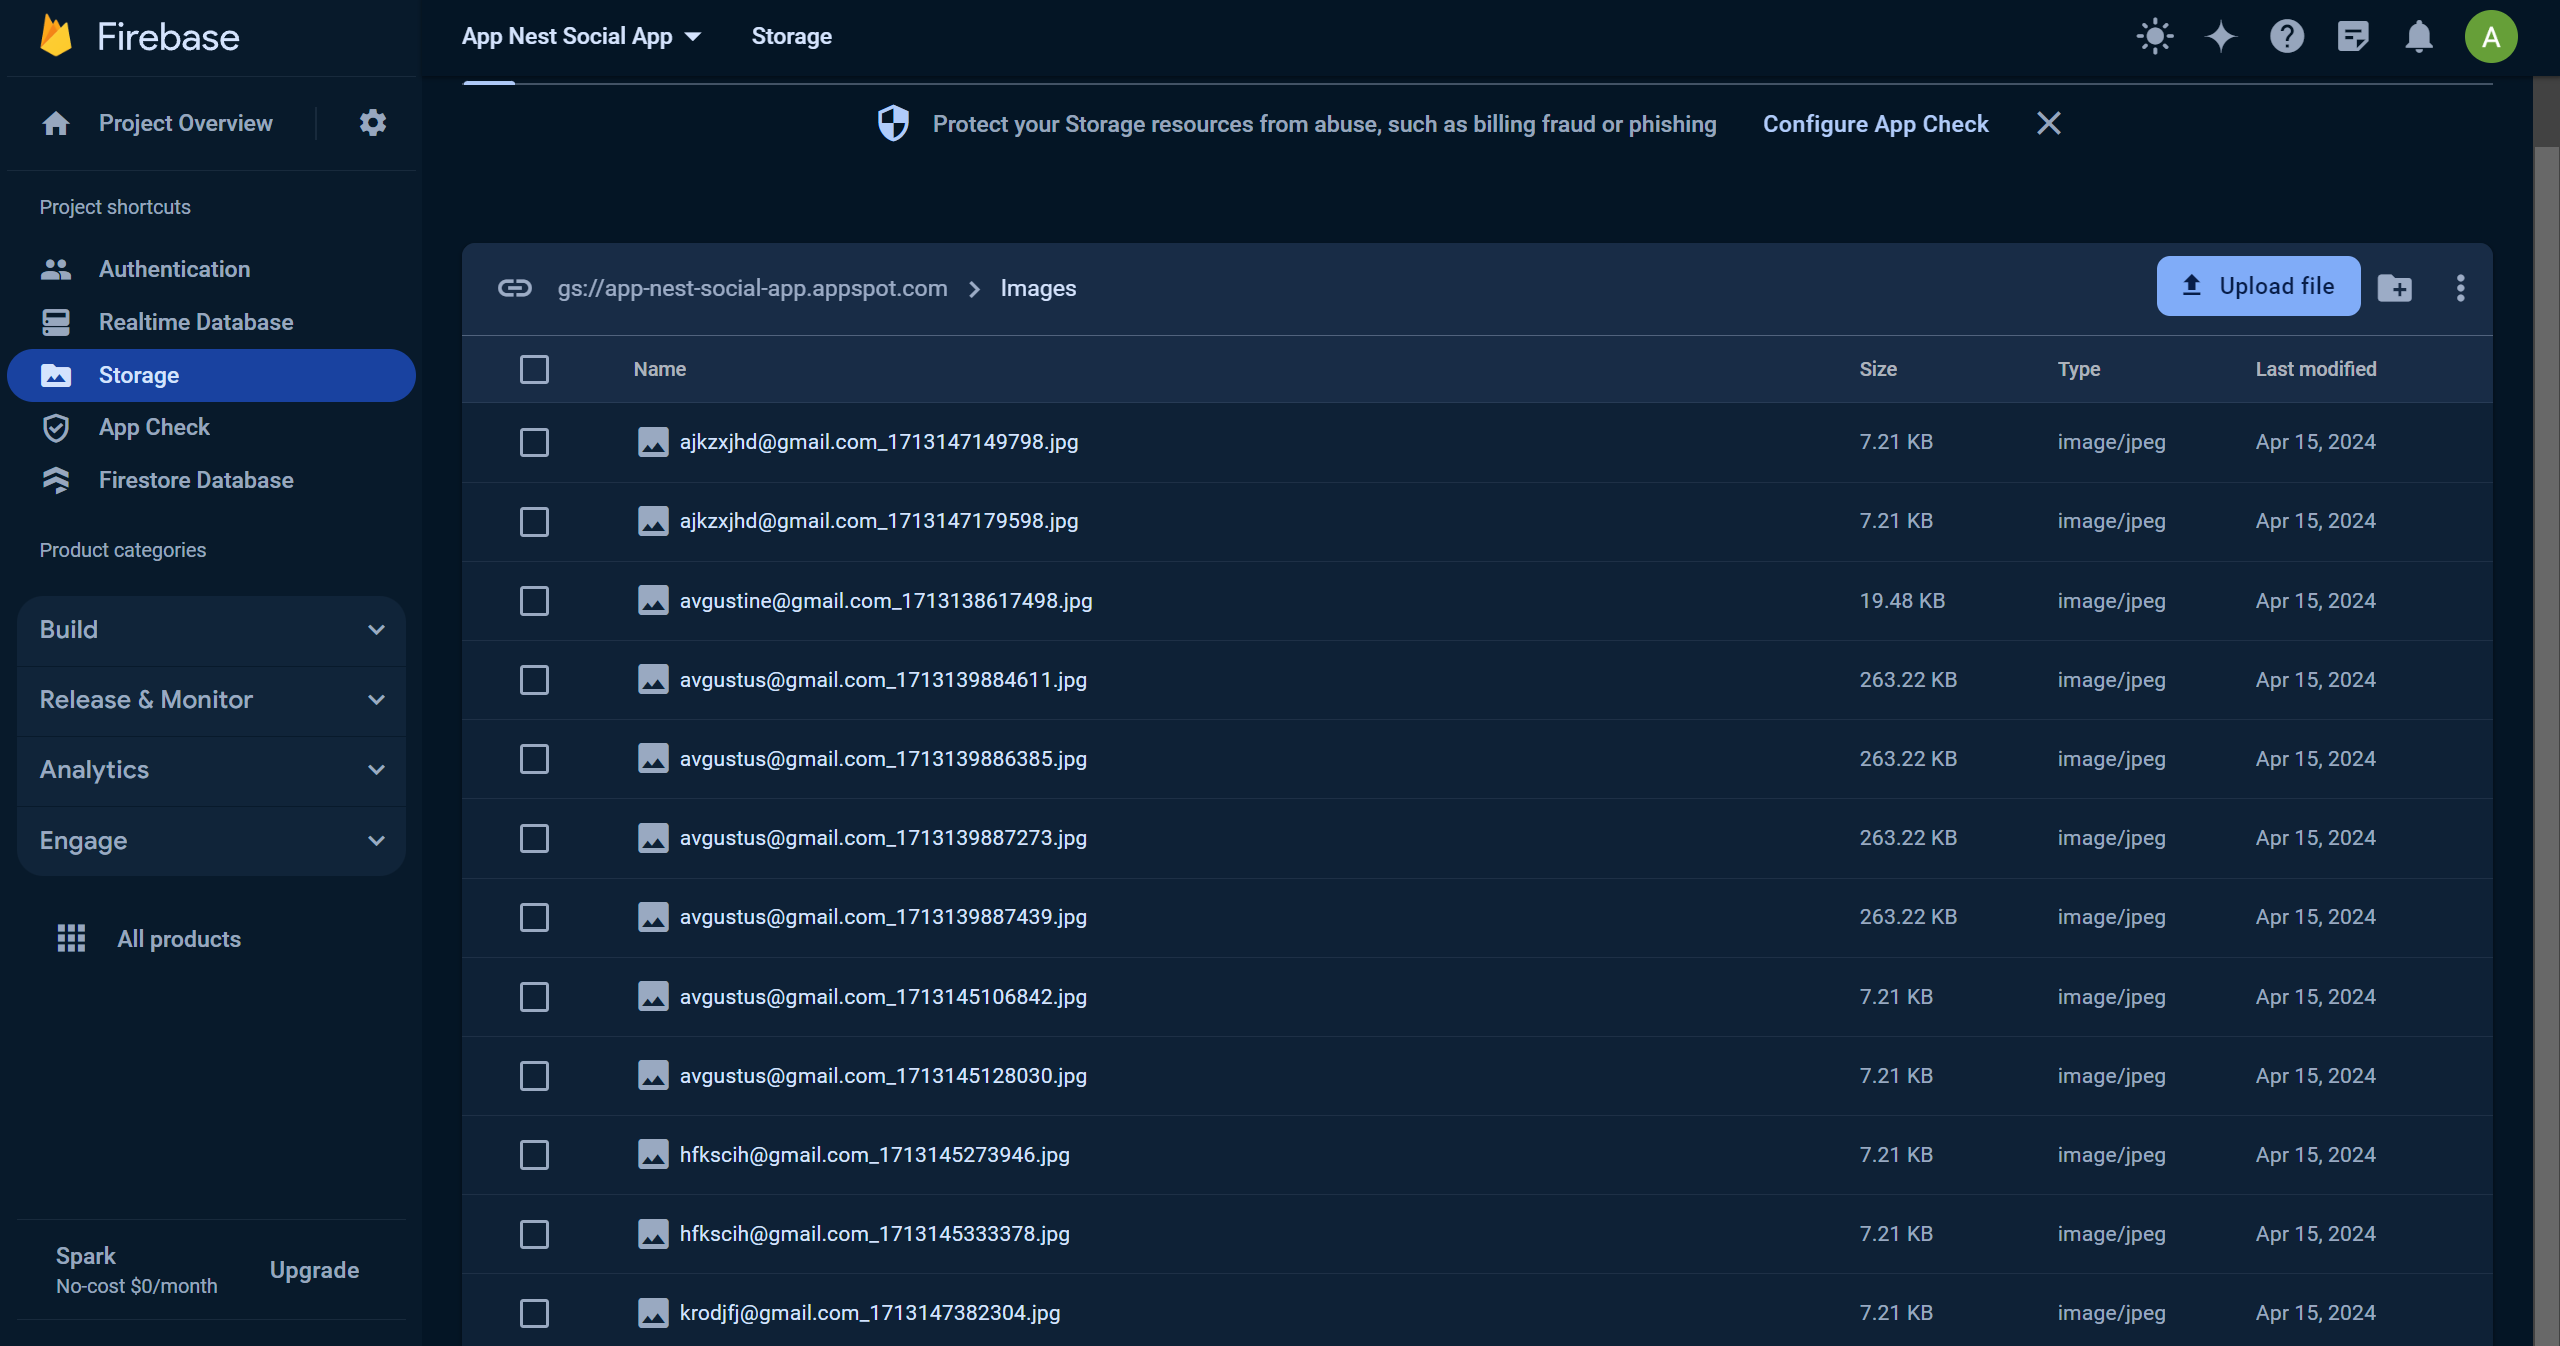 Firebase
App Nest Social App
Storage
A
Project Overview
Protect your Storage resources from abuse, such as billing fraud or phishing
Configure App Check
Project shortcuts
Authentication
Realtime Database
Storage
App Check
Firestore Database
Product categories
Build
Release & Monitor
Analytics
Engage
All products
Spark
No-cost $0/month
Upgrade
gs://app-nest-social-app.appspot.com > Images
Upload file
Name Size Type Last modified
ajkzxjhd@gmail.com_1713147149798.jpg 7.21 KB image/jpeg Apr 15, 2024
ajkzxjhd@gmail.com_1713147179598.jpg 7.21 KB image/jpeg Apr 15, 2024
avgustine@gmail.com_1713138617498.jpg 19.48 KB image/jpeg Apr 15, 2024
avgustus@gmail.com_1713139884611.jpg 263.22 KB image/jpeg Apr 15, 2024
avgustus@gmail.com_1713139886385.jpg 263.22 KB image/jpeg Apr 15, 2024
avgustus@gmail.com_1713139887273.jpg 263.22 KB image/jpeg Apr 15, 2024
avgustus@gmail.com_1713139887439.jpg 263.22 KB image/jpeg Apr 15, 2024
avgustus@gmail.com_1713145106842.jpg 7.21 KB image/jpeg Apr 15, 2024
avgustus@gmail.com_1713145128030.jpg 7.21 KB image/jpeg Apr 15, 2024
hfkscih@gmail.com_1713145273946.jpg 7.21 KB image/jpeg Apr 15, 2024
hfkscih@gmail.com_1713145333378.jpg 7.21 KB image/jpeg Apr 15, 2024
krodjfj@gmail.com_1713147382304.jpg 7.21 KB image/jpeg Apr 15, 2024